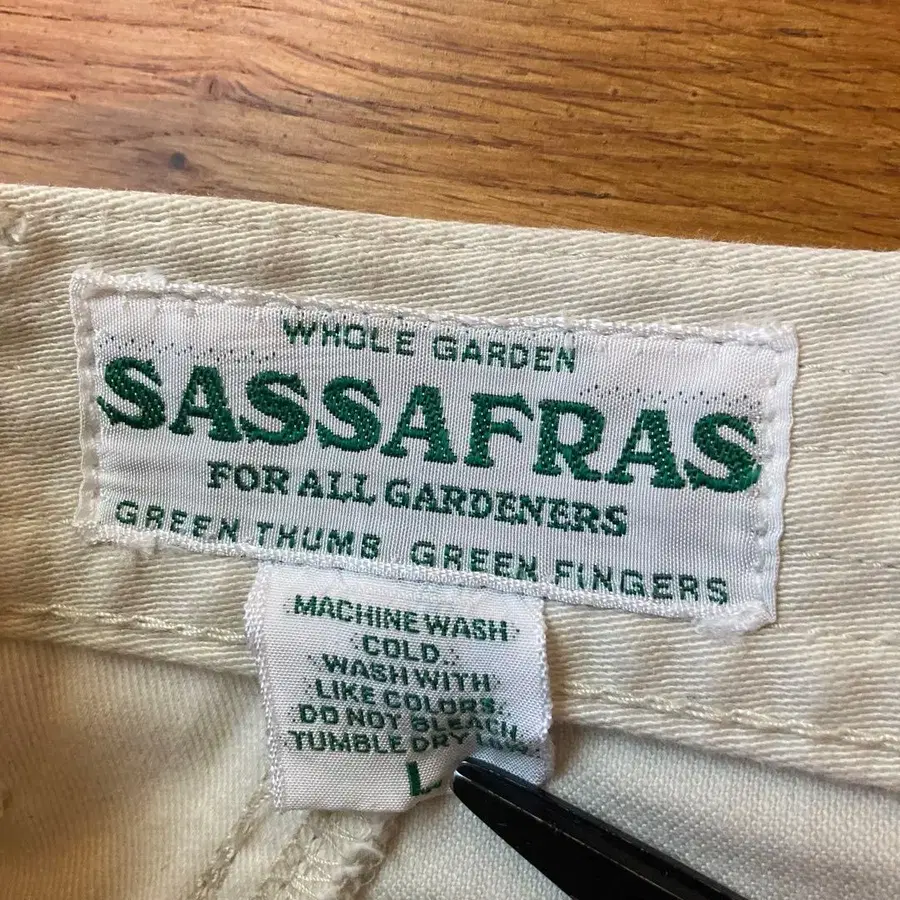 WHOLE GARDEN
SASSAFRAS
FOR ALL GARDENERS
GREEN THUMB GREEN FINGERS
MACHINE WASH
COLD.
WASH WITH
LIKE COLORS.
DO NOT BLEACH
TUMBLE DRY LOW.
L